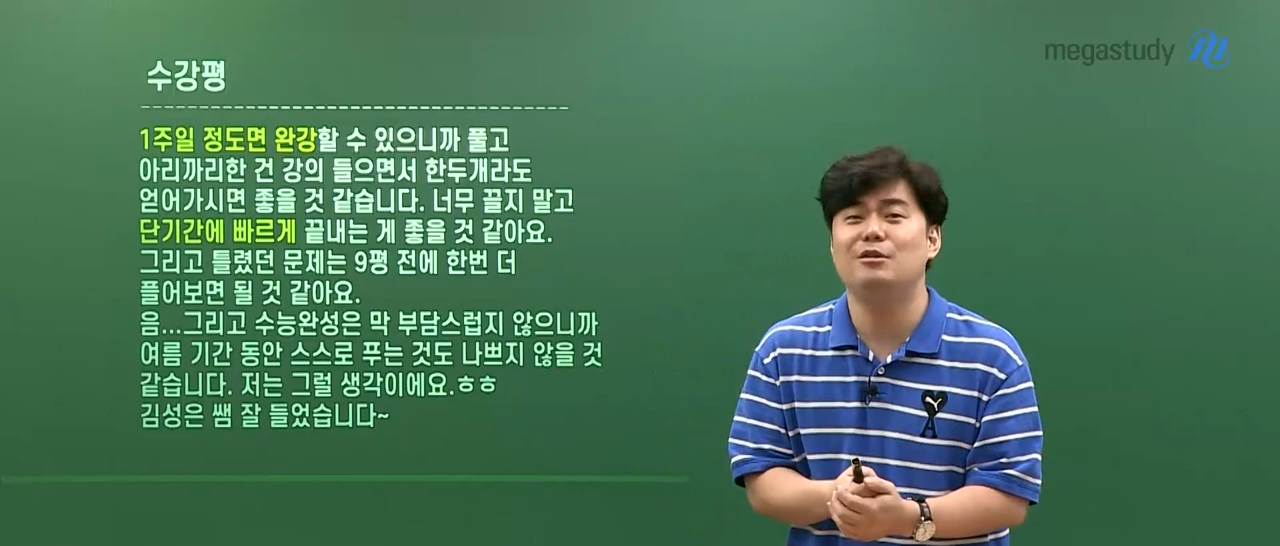 megastudy
수강평
1주일 정도면 완강할 수 있으니까 풀고
아리까리한 건 강의 들으면서 한두개라도
얻어가시면 좋을 것 같습니다. 너무 끌지 말고
단기간에 빠르게 끝내는 게 좋을 것 같아요.
그리고 틀렸던 문제는 9평 전에 한번 더
플어보면 될 것 같아요.
음...그리고 수능완성은 막 부담스럽지 않으니까
여름 기간 동안 스스로 푸는 것도 나쁘지 않을 것
같습니다. 저는 그럴 생각이에요.ㅎㅎ
김성은 쌤 잘 들었습니다~
A